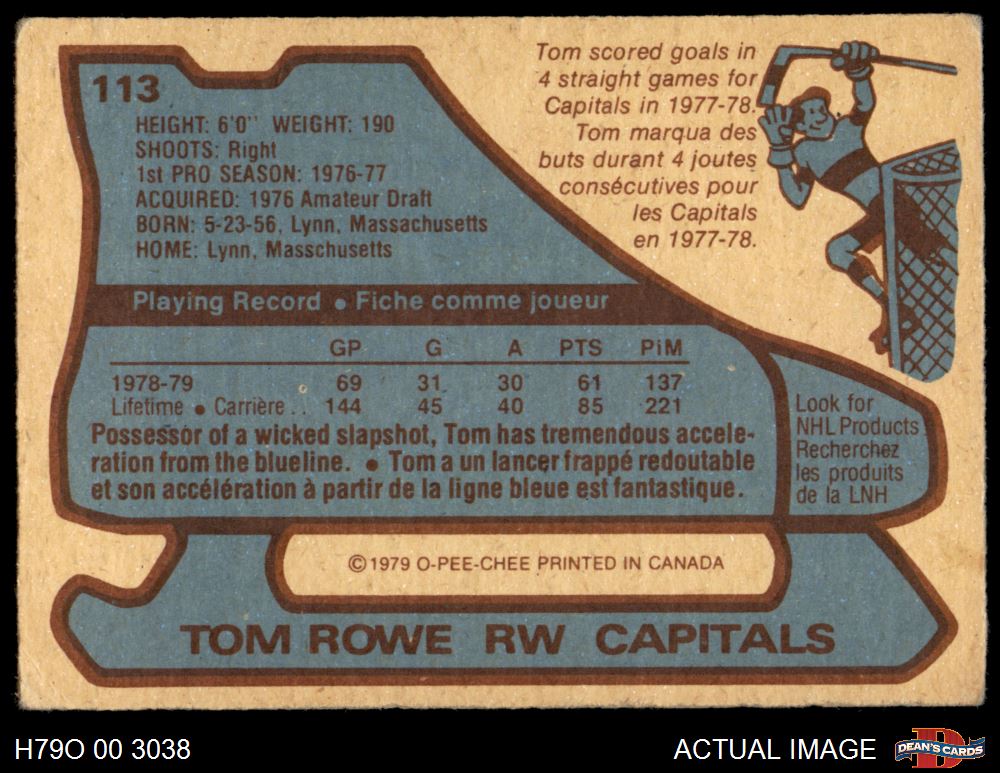 113
HEIGHT: 6'0" WEIGHT: 190
SHOOTS: Right
1st PRO SEASON: 1976-77
ACQUIRED: 1976 Amateur Draft
BORN: 5-23-56, Lynn, Massachusetts
HOME: Lynn, Masschusetts
Tom scored goals in
4 straight games for
Capitals in 1977-78.
Tom marqua des
buts durant 4 joutes
consécutives pour
les Capitals
en 1977-78.
Playing Record • Fiche comme joueur
GP G A PTS PiM
1978-79 69 31 30 61 137
Lifetime • Carrière .. 144 45 40 85 221
Possessor of a wicked slapshot, Tom has tremendous accele-
ration from the blueline. • Tom a un lancer frappé redoutable
et son accélération à partir de la ligne bleue est fantastique.
Look for
NHL Products
Recherchez
les produits
de la LNH
©1979 O-PEE-CHEE PRINTED IN CANADA
TOM ROWE RW CAPITALS
H79O 00 3038
ACTUAL IMAGE
D
DEAN'S CARDS